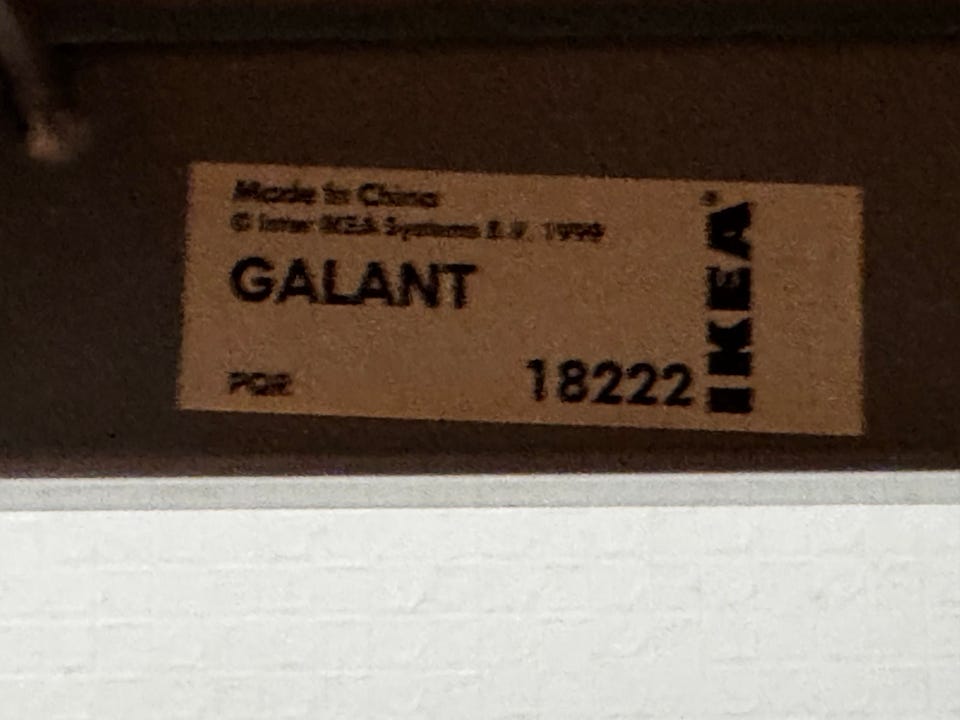 Made in China
© Inter IKEA Systems B.V. 1999
GALANT
PQR
18222
IKEA